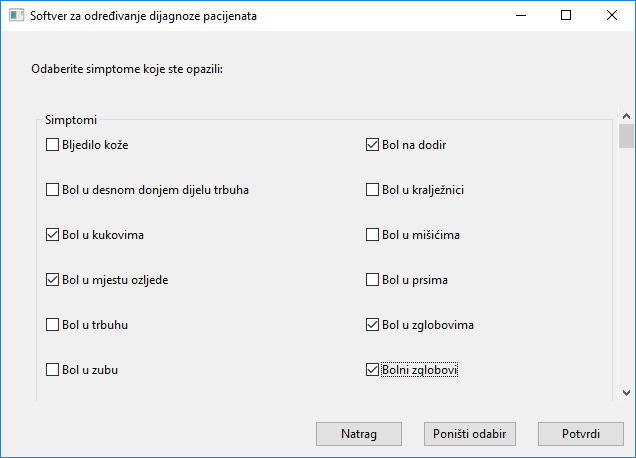 Softver za određivanje dijagnoze pacijenata
Odaberite simptome koje ste opazili:
Simptomi
Bljedilo kože
Bol na dodir
Bol u desnom donjem dijelu trbuha
Bol u kralježnici
Bol u kukovima
Bol u mišićima
Bol u mjestu ozljede
Bol u prsima
Bol u trbuhu
Bol u zglobovima
Bol u zubu
Bolni zglobovi
Natrag
Poništi odabir
Potvrdi